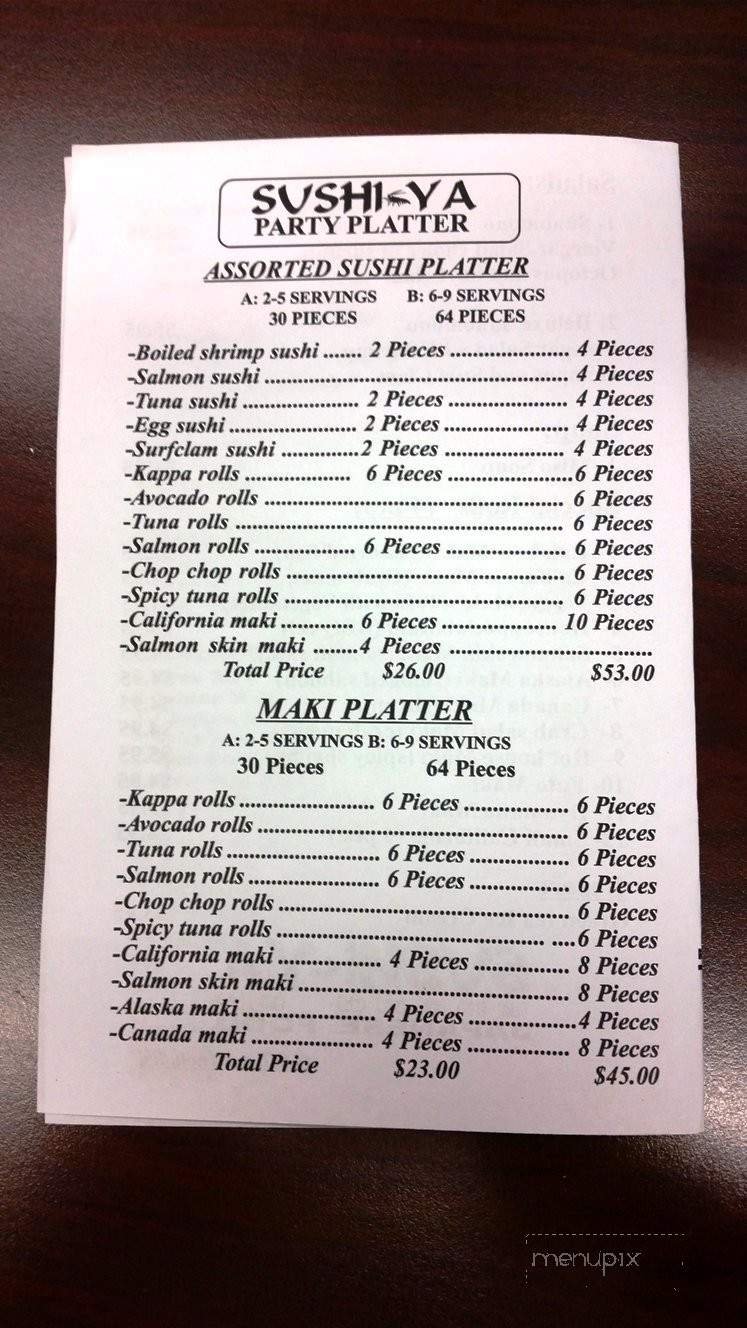 SUSHI-YA
PARTY PLATTER
ASSORTED SUSHI PLATTER
A: 2-5 SERVINGS B: 6-9 SERVINGS
30 PIECES 64 PIECES
-Boiled shrimp sushi ....... 2 Pieces ..................... 4 Pieces
-Salmon sushi ...................................................... 4 Pieces
-Tuna sushi .................... 2 Pieces ..................... 4 Pieces
-Egg sushi ...................... 2 Pieces ...................... 4 Pieces
-Surfclam sushi ..............2 Pieces ..................... 4 Pieces
-Kappa rolls ................... 6 Pieces ......................6 Pieces
-Avocado rolls ..................................................... 6 Pieces
-Tuna rolls .......................................................... 6 Pieces
-Salmon rolls .................. 6 Pieces ..................... 6 Pieces
-Chop chop rolls ................................................. 6 Pieces
-Spicy tuna rolls ................................................. 6 Pieces
-California maki ............. 6 Pieces .................... 10 Pieces
-Salmon skin maki ........4 Pieces ....................................
Total Price $26.00 $53.00
MAKI PLATTER
A: 2-5 SERVINGS B: 6-9 SERVINGS
30 Pieces 64 Pieces
-Kappa rolls ........................ 6 Pieces ................... 6 Pieces
-Avocado rolls ....................................................... 6 Pieces
-Tuna rolls ........................... 6 Pieces .................. 6 Pieces
-Salmon rolls ....................... 6 Pieces .................. 6 Pieces
-Chop chop rolls .................................................... 6 Pieces
-Spicy tuna rolls ............................................... ....6 Pieces
-California maki ................... 4 Pieces ................. 8 Pieces
-Salmon skin maki ................................................ 8 Pieces
-Alaska maki ........................ 4 Pieces ...................4 Pieces
-Canada maki ...................... 4 Pieces .................. 8 Pieces
Total Price $23.00 $45.00
menupix